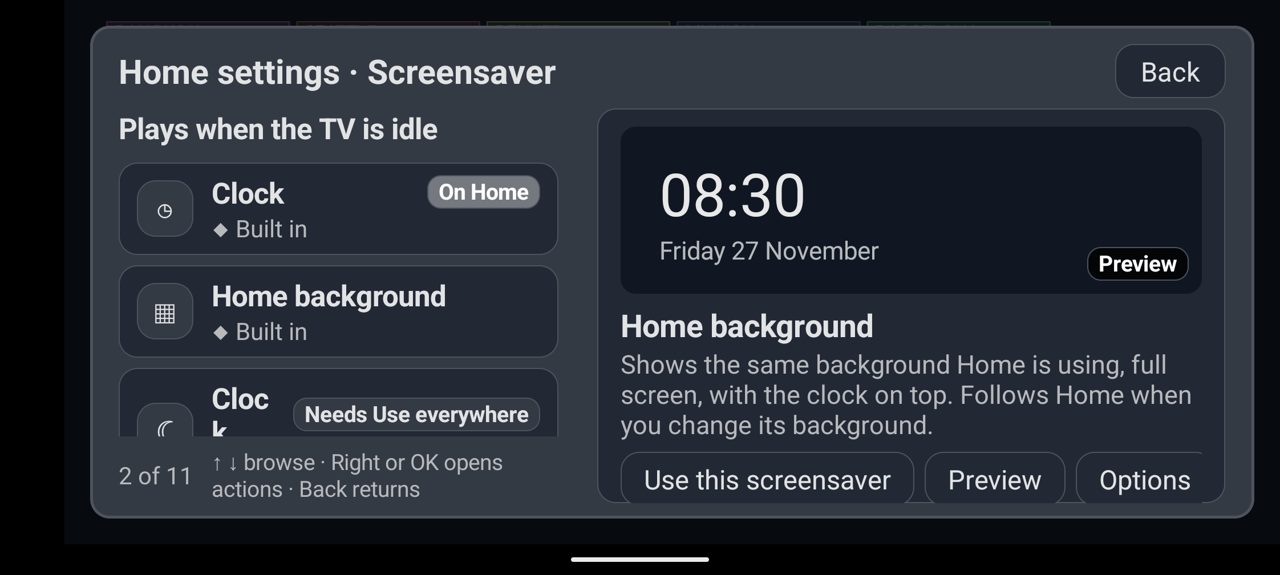 Home settings · Screensaver
Back
Plays when the TV is idle
Clock
On Home
◆ Built in
Home background
◆ Built in
Cloc
k
Needs Use everywhere
2 of 11
↑ ↓ browse · Right or OK opens
actions · Back returns
08:30
Friday 27 November
Preview
Home background
Shows the same background Home is using, full
screen, with the clock on top. Follows Home when
you change its background.
Use this screensaver
Preview
Options